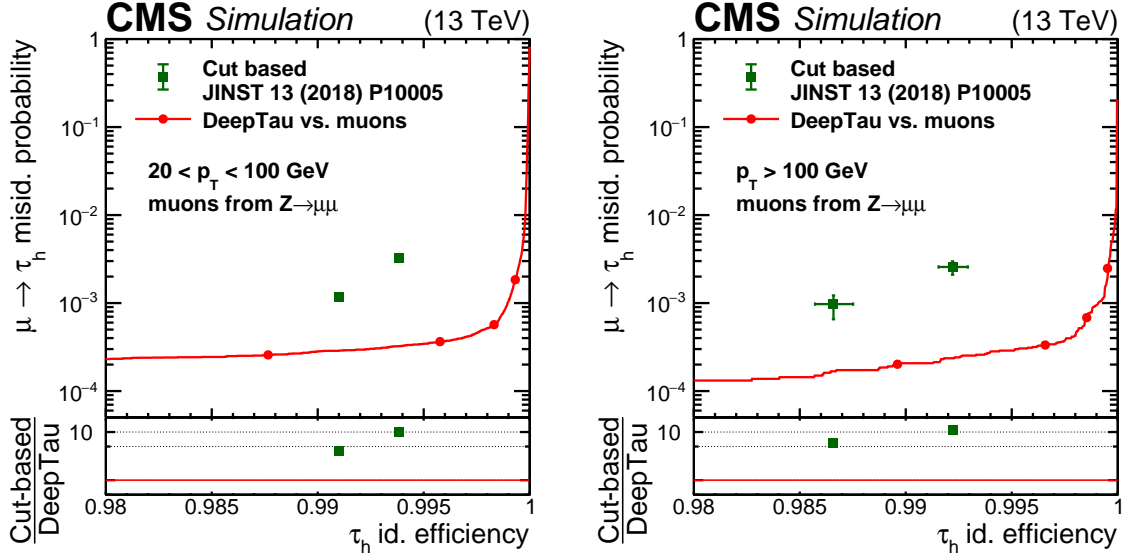 CMS Simulation (13 TeV)
1
Cut based
JINST 13 (2018) P10005
DeepTau vs. muons
10⁻¹
20 < p_T < 100 GeV
muons from Z→μμ
10⁻²
10⁻³
10⁻⁴
μ → τ_h misid. probability
10
Cut-based
DeepTau
0.98 0.985 0.99 0.995 1
τ_h id. efficiency
CMS Simulation (13 TeV)
1
Cut based
JINST 13 (2018) P10005
DeepTau vs. muons
10⁻¹
p_T > 100 GeV
muons from Z→μμ
10⁻²
10⁻³
10⁻⁴
μ → τ_h misid. probability
10
Cut-based
DeepTau
0.98 0.985 0.99 0.995 1
τ_h id. efficiency